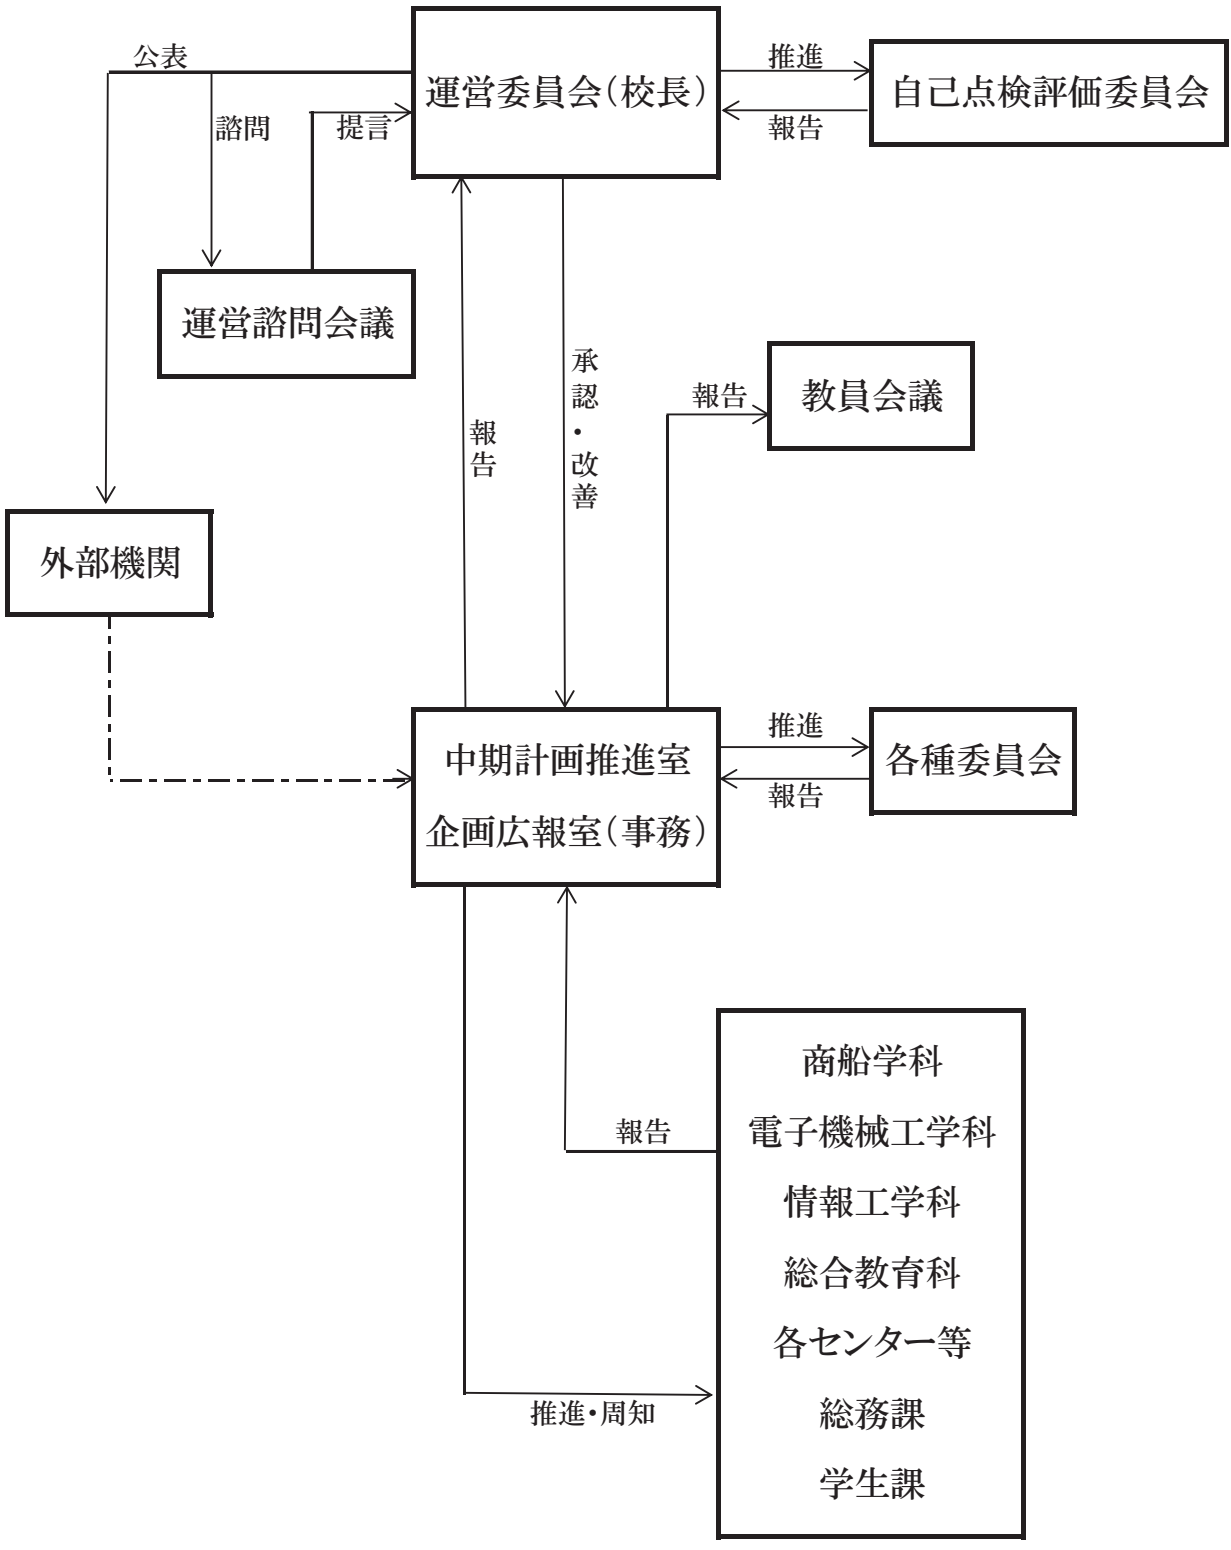 公表
運営委員会(校長)
推進
自己点検評価委員会
報告
諮問
提言
運営諮問会議
報告
承認・改善
報告
教員会議
外部機関
中期計画推進室
企画広報室(事務)
推進
各種委員会
報告
報告
推進・周知
商船学科
電子機械工学科
情報工学科
総合教育科
各センター等
総務課
学生課